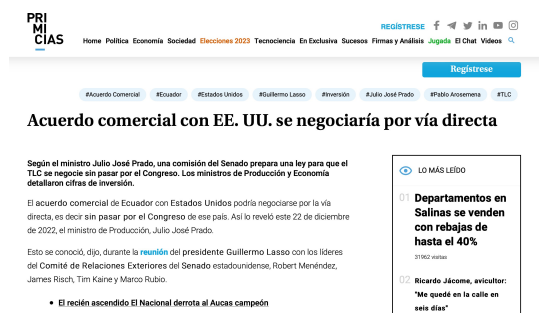 PRI
MI
CIAS
REGÍSTRESE
Home Política Economía Sociedad Elecciones 2023 Tecnociencia En Exclusiva Sucesos Firmas y Análisis Jugada El Chat Videos
Regístrese
#Acuerdo Comercial #Ecuador #Estados Unidos #Guillermo Lasso #Inversión #Julio José Prado #Pablo Arosemena #TLC
Acuerdo comercial con EE. UU. se negociaría por vía directa
Según el ministro Julio José Prado, una comisión del Senado prepara una ley para que el
TLC se negocie sin pasar por el Congreso. Los ministros de Producción y Economía
detallaron cifras de inversión.
El acuerdo comercial de Ecuador con Estados Unidos podría negociarse por la vía
directa, es decir sin pasar por el Congreso de ese país. Así lo reveló este 22 de diciembre
de 2022, el ministro de Producción, Julio José Prado.
Esto se conoció, dijo, durante la reunión del presidente Guillermo Lasso con los líderes
del Comité de Relaciones Exteriores del Senado estadounidense, Robert Menéndez,
James Risch, Tim Kaine y Marco Rubio.
• El recién ascendido El Nacional derrota al Aucas campeón
LO MÁS LEÍDO
01 Departamentos en
Salinas se venden
con rebajas de
hasta el 40%
31962 visitas
02 Ricardo Jácome, avicultor:
"Me quedé en la calle en
seis días"